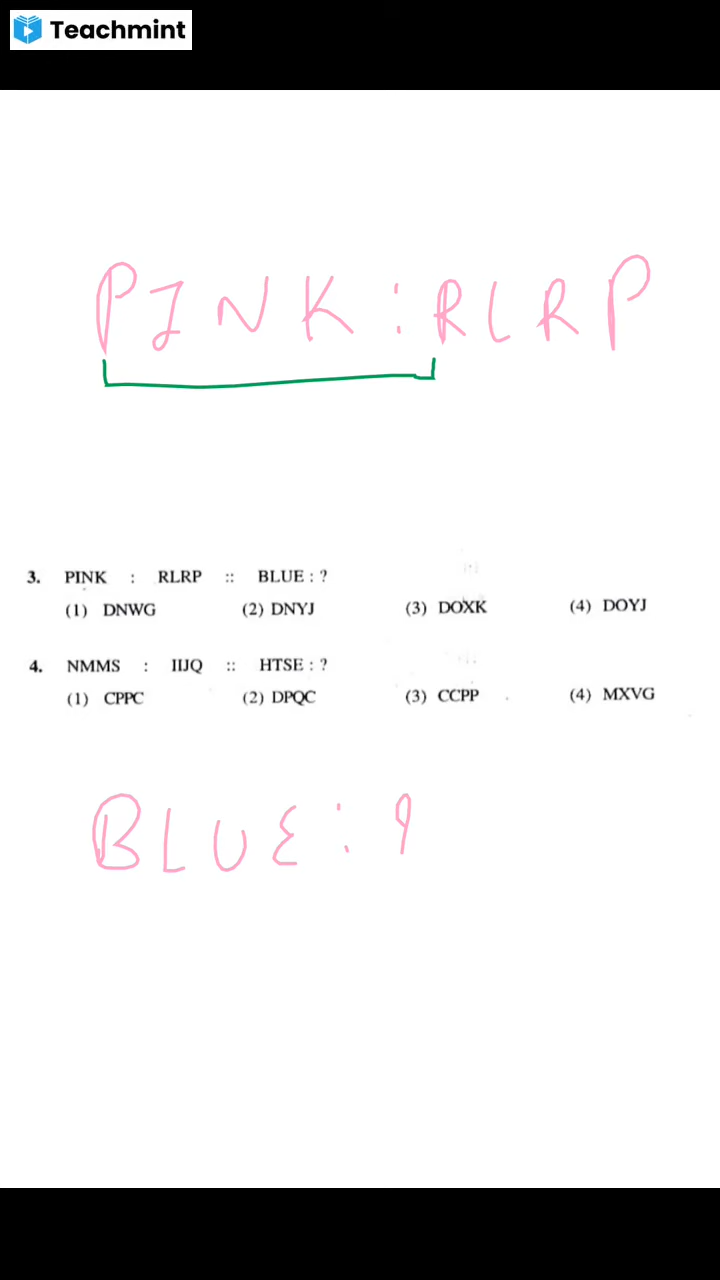 Teachmint
PINK : RLRP
3. PINK : RLRP :: BLUE : ?
(1) DNWG (2) DNYJ (3) DOXK (4) DOYJ
4. NMMS : IIJQ :: HTSE : ?
(1) CPPC (2) DPQC (3) CCPP (4) MXVG
BLUE : ?